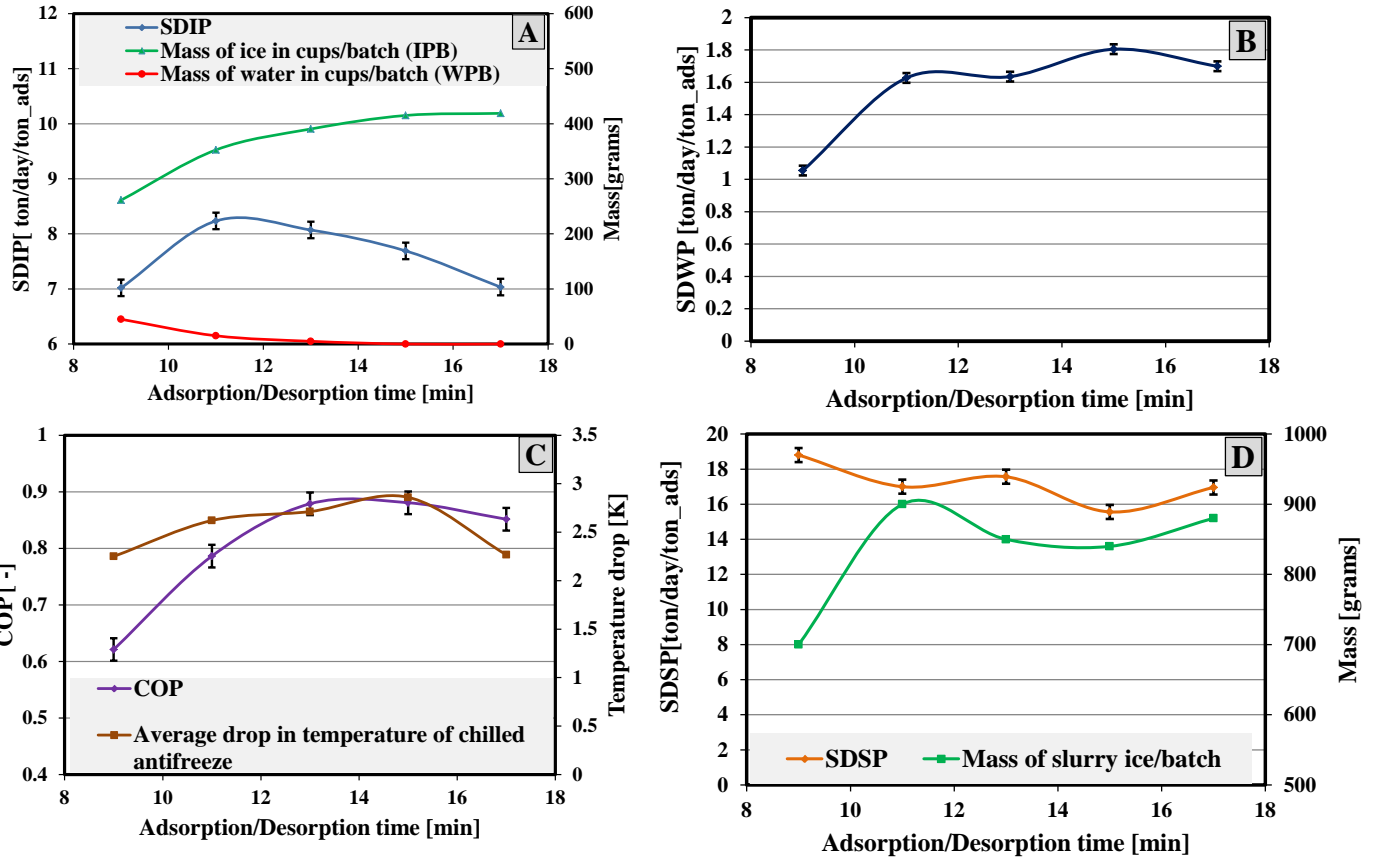 A
SDIP
Mass of ice in cups/batch (IPB)
Mass of water in cups/batch (WPB)
SDIP[ ton/day/ton_ads]
12
11
10
9
8
7
6
600
500
400
300
200
100
0
Mass[grams]
8 10 12 14 16 18
Adsorption/Desorption time [min]
B
SDWP [ton/day/ton_ads]
2
1.8
1.6
1.4
1.2
1
0.8
0.6
0.4
0.2
0
8 10 12 14 16 18
Adsorption/Desorption time [min]
C
COP[ -]
1
0.9
0.8
0.7
0.6
0.5
0.4
3.5
3
2.5
2
1.5
1
0.5
0
Temperature drop [K]
COP
Average drop in temperature of chilled
antifreeze
8 10 12 14 16 18
Adsorption/Desorption time [min]
D
SDSP[ton/day/ton_ads]
20
18
16
14
12
10
8
6
4
2
0
1000
900
800
700
600
500
Mass [grams]
SDSP Mass of slurry ice/batch
8 10 12 14 16 18
Adsorption/Desorption time [min]